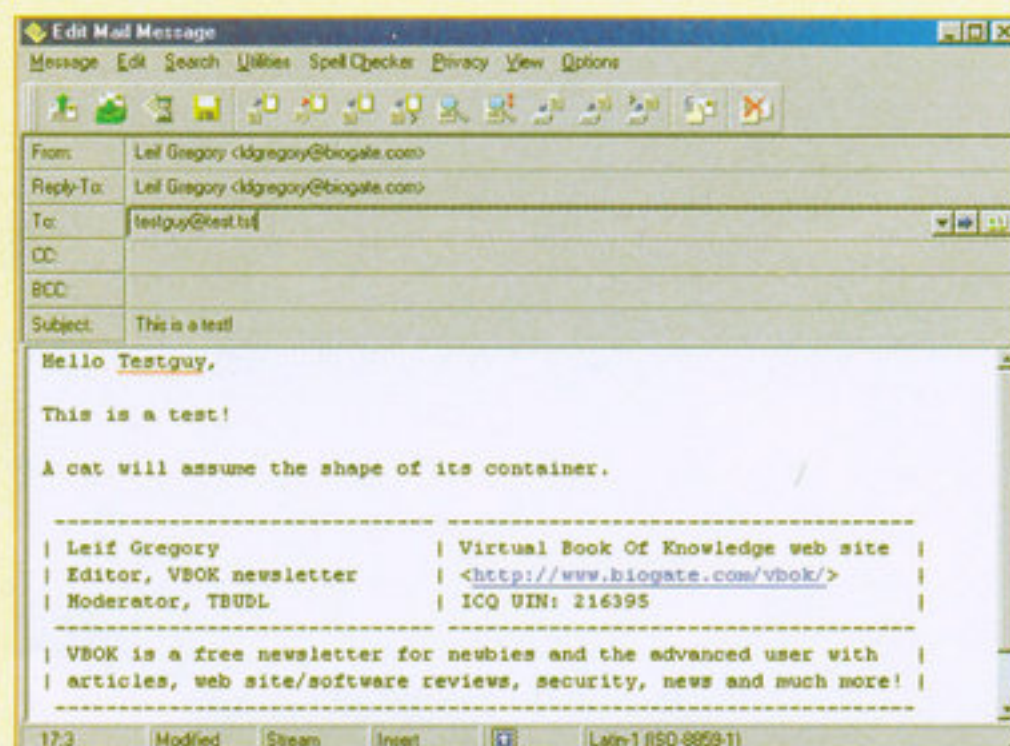 Edit Mail Message
Message Edit Search Utilities Spell Checker Privacy View Options
From: Leif Gregory <ldgregory@biogate.com>
Reply-To: Leif Gregory <ldgregory@biogate.com>
To: testguy@test.tst
CC:
BCC:
Subject: This is a test!
Hello Testguy,
This is a test!
A cat will assume the shape of its container.
------------------------------ -------------------------------------
| Leif Gregory | Virtual Book Of Knowledge web site |
| Editor, VBOK newsletter | <http://www.biogate.com/vbok/> |
| Moderator, TBUDL | ICQ UIN: 216395 |
------------------------------ -------------------------------------
| VBOK is a free newsletter for newbies and the advanced user with |
| articles, web site/software reviews, security, news and much more! |
--------------------------------------------------------------------
17:3 Modified Stream Insert Latin-1 (ISO-8859-1)